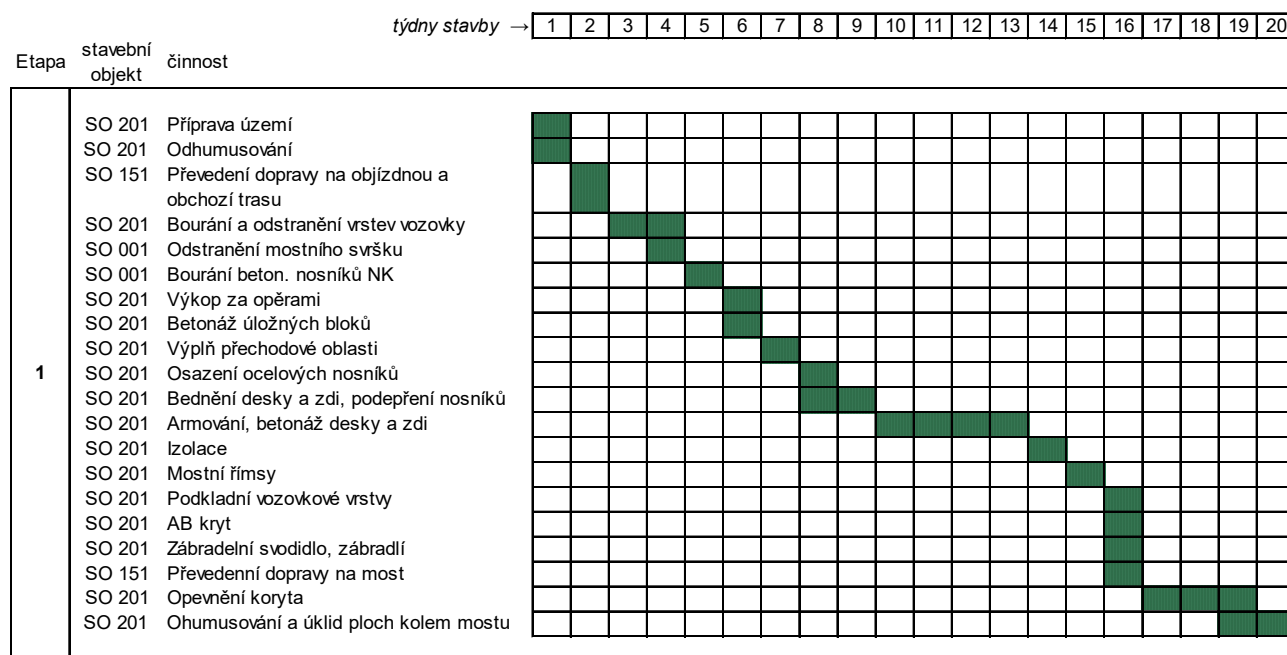 týdny stavby → 1 2 3 4 5 6 7 8 9 10 11 12 13 14 15 16 17 18 19 20
Etapa stavební objekt činnost
SO 201 Příprava území
SO 201 Odhumusování
SO 151 Převedení dopravy na objízdnou a
obchozí trasu
SO 201 Bourání a odstranění vrstev vozovky
SO 001 Odstranění mostního svršku
SO 001 Bourání beton. nosníků NK
SO 201 Výkop za opěrami
SO 201 Betonáž úložných bloků
SO 201 Výplň přechodové oblasti
1 SO 201 Osazení ocelových nosníků
SO 201 Bednění desky a zdi, podepření nosníků
SO 201 Armování, betonáž desky a zdi
SO 201 Izolace
SO 201 Mostní římsy
SO 201 Podkladní vozovkové vrstvy
SO 201 AB kryt
SO 201 Zábradelní svodidlo, zábradlí
SO 151 Převedenní dopravy na most
SO 201 Opevnění koryta
SO 201 Ohumusování a úklid ploch kolem mostu